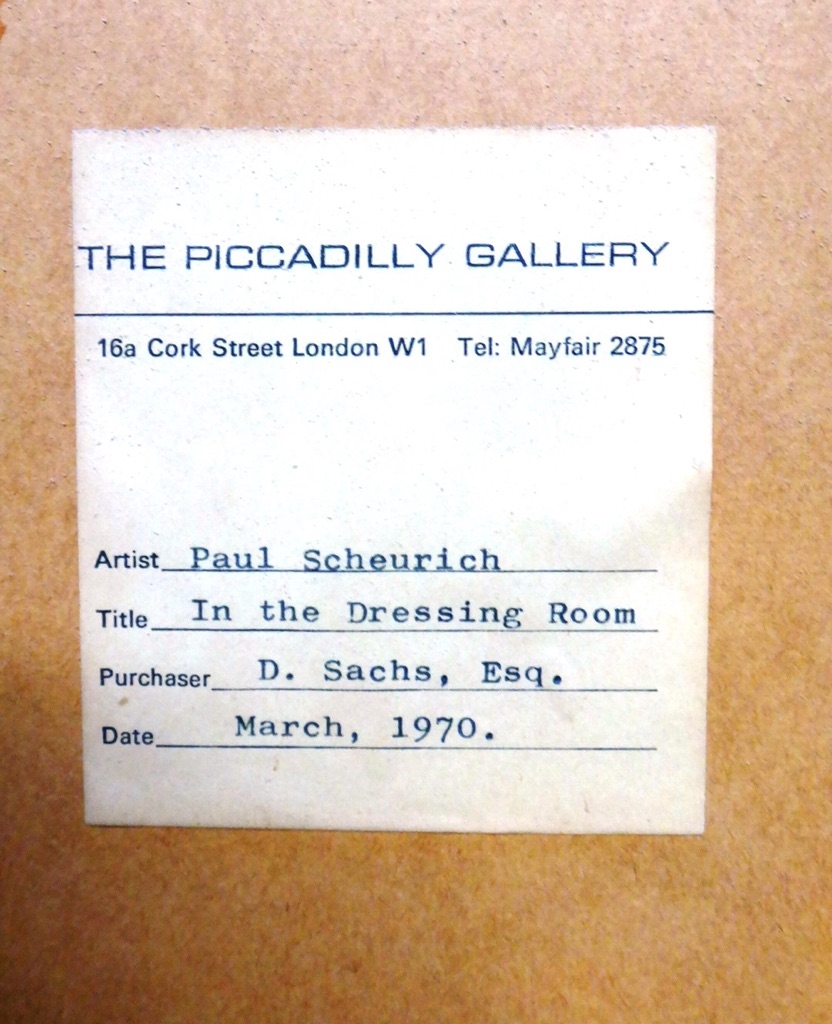 THE PICCADILLY GALLERY
16a Cork Street London W1 Tel: Mayfair 2875
Artist Paul Scheurich
Title In the Dressing Room
Purchaser D. Sachs, Esq.
Date March, 1970.